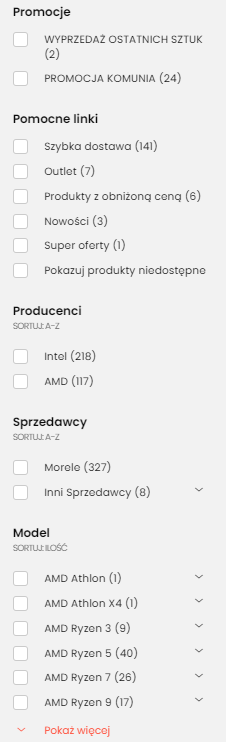 Promocje
WYPRZEDAŻ OSTATNICH SZTUK
(2)
PROMOCJA KOMUNIA (24)
Pomocne linki
Szybka dostawa (141)
Outlet (7)
Produkty z obniżoną ceną (6)
Nowości (3)
Super oferty (1)
Pokazuj produkty niedostępne
Producenci
SORTUJ: A-Z
Intel (218)
AMD (117)
Sprzedawcy
SORTUJ: A-Z
Morele (327)
Inni Sprzedawcy (8)
Model
SORTUJ: ILOŚĆ
AMD Athlon (1)
AMD Athlon X4 (1)
AMD Ryzen 3 (9)
AMD Ryzen 5 (40)
AMD Ryzen 7 (26)
AMD Ryzen 9 (17)
Pokaż więcej